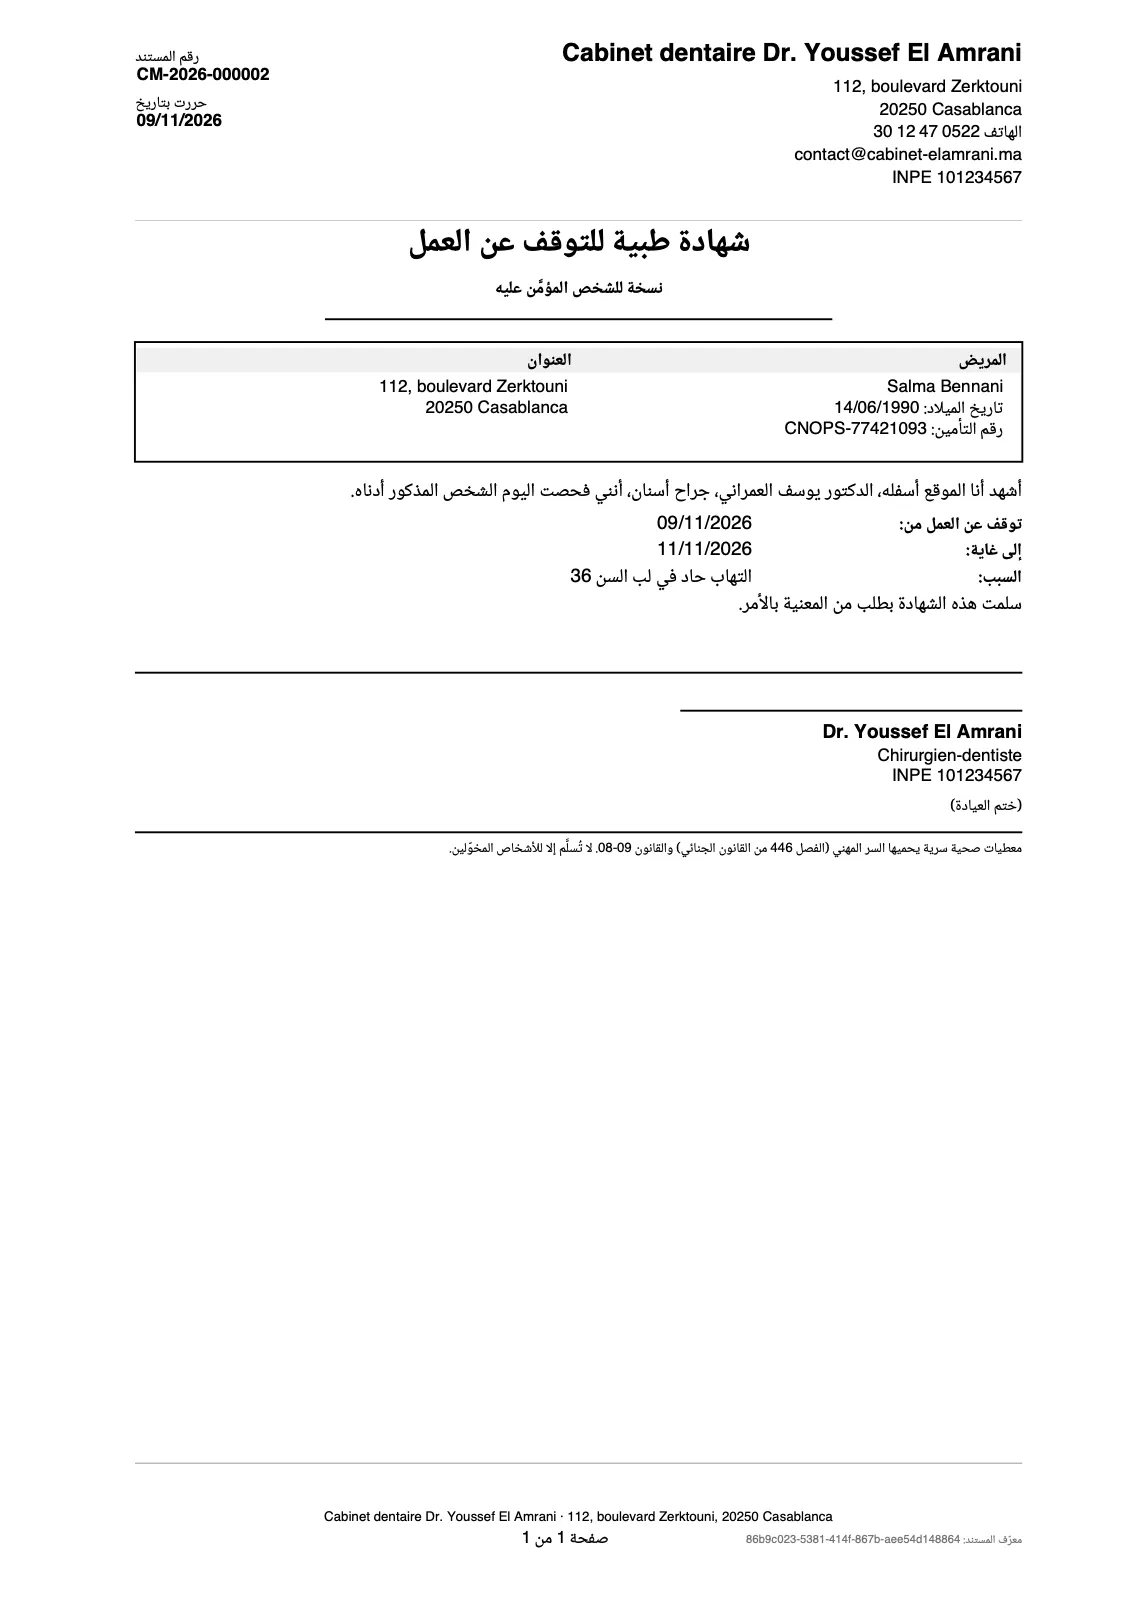 Cabinet dentaire Dr. Youssef El Amrani
112, boulevard Zerktouni
20250 Casablanca
الهاتف 0522 47 12 30
contact@cabinet-elamrani.ma
INPE 101234567
رقم المستند
CM-2026-000002
حررت بتاريخ
09/11/2026
شهادة طبية للتوقف عن العمل
نسخة للشخص المؤمَّن عليه
المريض
Salma Bennani
تاريخ الميلاد: 14/06/1990
رقم التأمين: CNOPS-77421093
العنوان
112, boulevard Zerktouni
20250 Casablanca
أشهد أنا الموقع أسفله، الدكتور يوسف العمراني، جراح أسنان، أنني فحصت اليوم الشخص المذكور أدناه.
توقف عن العمل من: 09/11/2026
إلى غاية: 11/11/2026
السبب: التهاب حاد في لب السن 36
سلمت هذه الشهادة بطلب من المعنية بالأمر.
Dr. Youssef El Amrani
Chirurgien-dentiste
INPE 101234567
(ختم العيادة)
معطيات صحية سرية يحميها السر المهني (الفصل 446 من القانون الجنائي) والقانون 09-08. لا تُسلَّم إلا للأشخاص المخوّلين.
Cabinet dentaire Dr. Youssef El Amrani · 112, boulevard Zerktouni, 20250 Casablanca
معرّف المستند: 86b9c023-5381-414f-867b-aee54d148864
صفحة 1 من 1